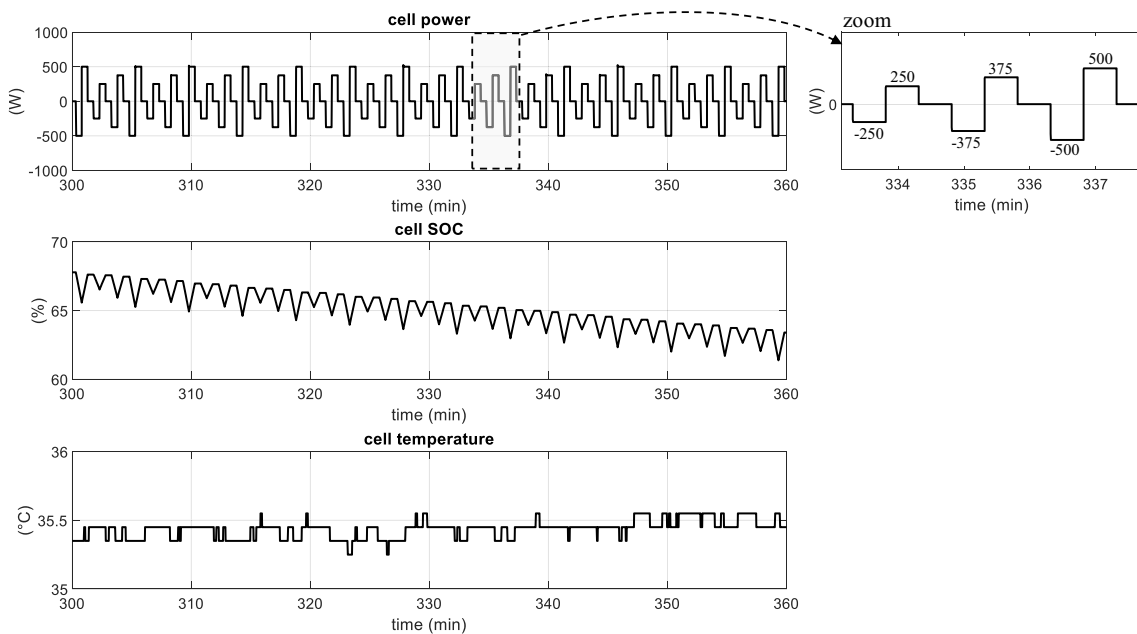 cell power
zoom
1000
500
0
-500
-1000
(W)
300 310 320 330 340 350 360
time (min)
250 375 500
0
-250 -375 -500
(W)
334 335 336 337
time (min)
cell SOC
70
65
60
(%)
300 310 320 330 340 350 360
time (min)
cell temperature
36
35.5
35
(°C)
300 310 320 330 340 350 360
time (min)